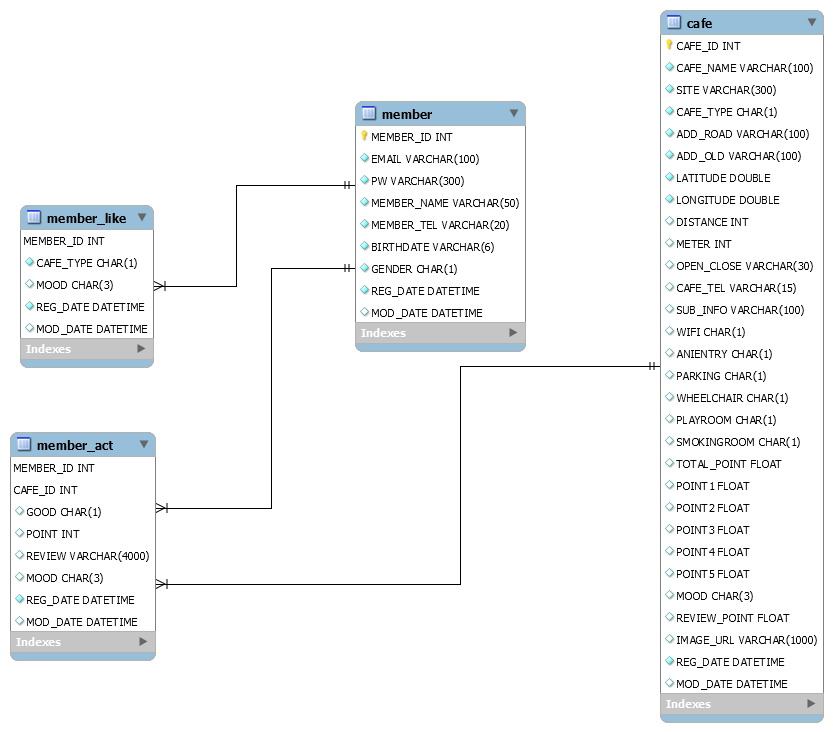 cafe
CAFE_ID INT
CAFE_NAME VARCHAR(100)
SITE VARCHAR(300)
CAFE_TYPE CHAR(1)
ADD_ROAD VARCHAR(100)
ADD_OLD VARCHAR(100)
LATITUDE DOUBLE
LONGITUDE DOUBLE
DISTANCE INT
METER INT
OPEN_CLOSE VARCHAR(30)
CAFE_TEL VARCHAR(15)
SUB_INFO VARCHAR(100)
WIFI CHAR(1)
ANIENTRY CHAR(1)
PARKING CHAR(1)
WHEELCHAIR CHAR(1)
PLAYROOM CHAR(1)
SMOKINGROOM CHAR(1)
TOTAL_POINT FLOAT
POINT1 FLOAT
POINT2 FLOAT
POINT3 FLOAT
POINT4 FLOAT
POINT5 FLOAT
MOOD CHAR(3)
REVIEW_POINT FLOAT
IMAGE_URL VARCHAR(1000)
REG_DATE DATETIME
MOD_DATE DATETIME
Indexes
member
MEMBER_ID INT
EMAIL VARCHAR(100)
PW VARCHAR(300)
MEMBER_NAME VARCHAR(50)
MEMBER_TEL VARCHAR(20)
BIRTHDATE VARCHAR(6)
GENDER CHAR(1)
REG_DATE DATETIME
MOD_DATE DATETIME
Indexes
member_like
MEMBER_ID INT
CAFE_TYPE CHAR(1)
MOOD CHAR(3)
REG_DATE DATETIME
MOD_DATE DATETIME
Indexes
member_act
MEMBER_ID INT
CAFE_ID INT
GOOD CHAR(1)
POINT INT
REVIEW VARCHAR(4000)
MOOD CHAR(3)
REG_DATE DATETIME
MOD_DATE DATETIME
Indexes